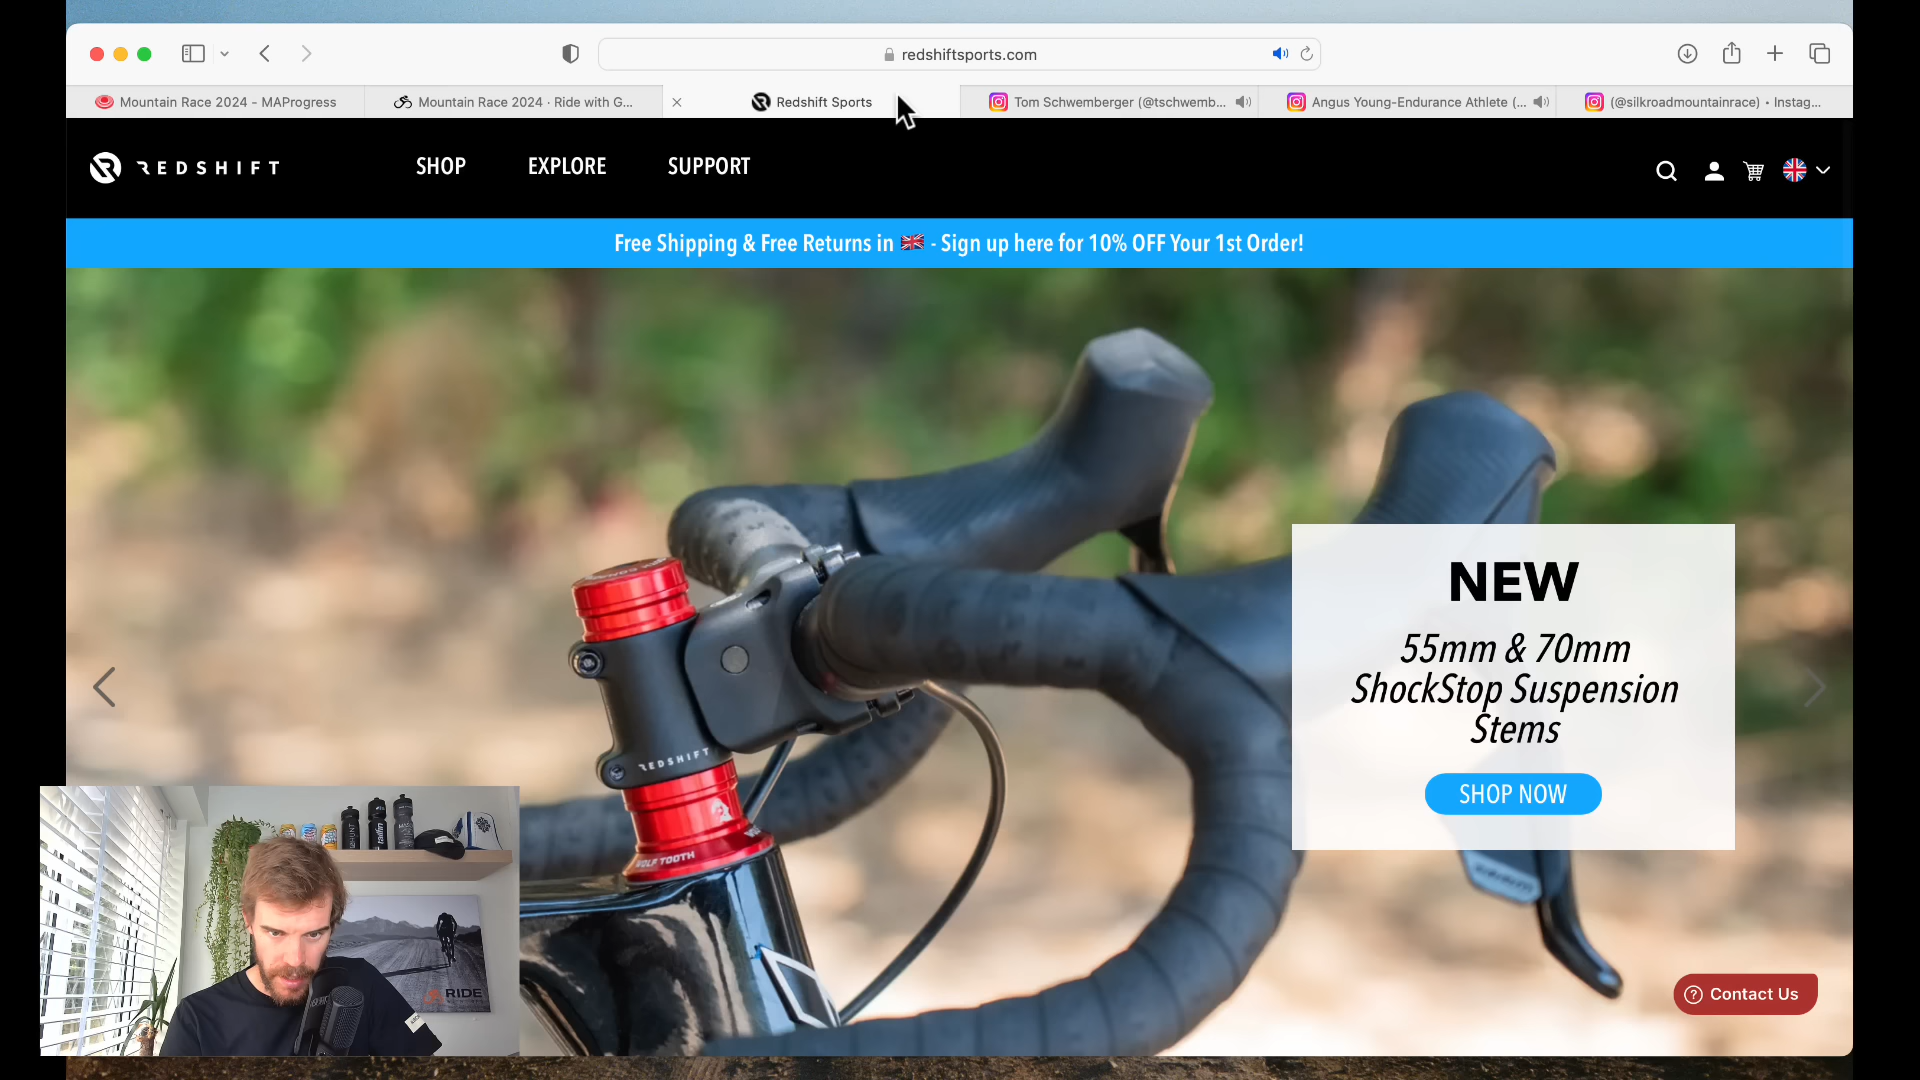 redshiftsports.com
Mountain Race 2024 - MAProgress
Mountain Race 2024 · Ride with G...
Redshift Sports
Tom Schwemberger (@tschwemb...
Angus Young-Endurance Athlete (...
(@silkroadmountainrace) • Instag...
REDSHIFT
SHOP
EXPLORE
SUPPORT
Free Shipping & Free Returns in 🇬🇧 - Sign up here for 10% OFF Your 1st Order!
NEW
55mm & 70mm
ShockStop Suspension
Stems
SHOP NOW
REDSHIFT
WOLF TOOTH
RIDE
Contact Us